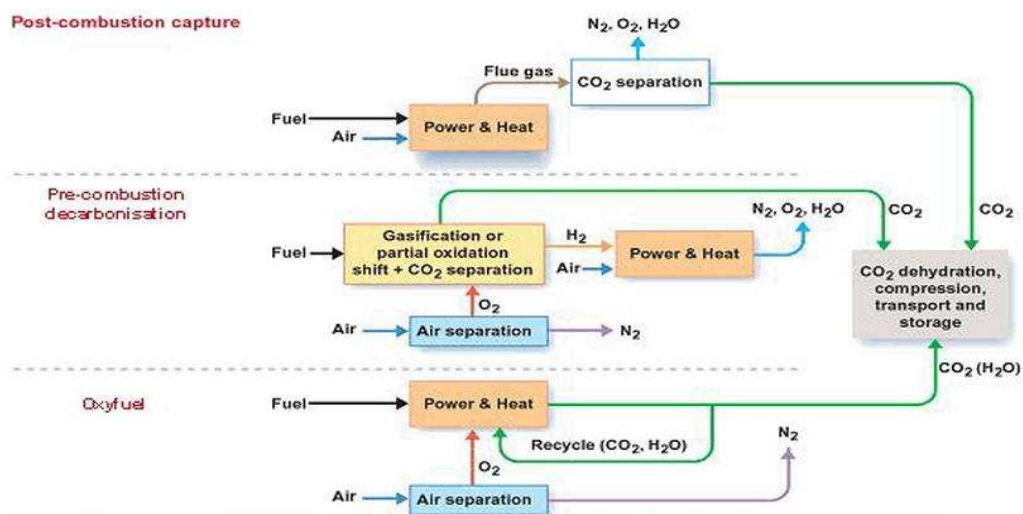 Post-combustion capture
N₂, O₂, H₂O
Flue gas
CO₂ separation
Fuel
Air
Power & Heat
Pre-combustion
decarbonisation
N₂, O₂, H₂O
CO₂
CO₂
Gasification or
partial oxidation
shift + CO₂ separation
H₂
Fuel
Air
Power & Heat
CO₂ dehydration,
compression,
transport and
storage
O₂
Air
Air separation
N₂
CO₂ (H₂O)
Oxyfuel
Fuel
Power & Heat
Recycle (CO₂, H₂O)
N₂
O₂
Air
Air separation